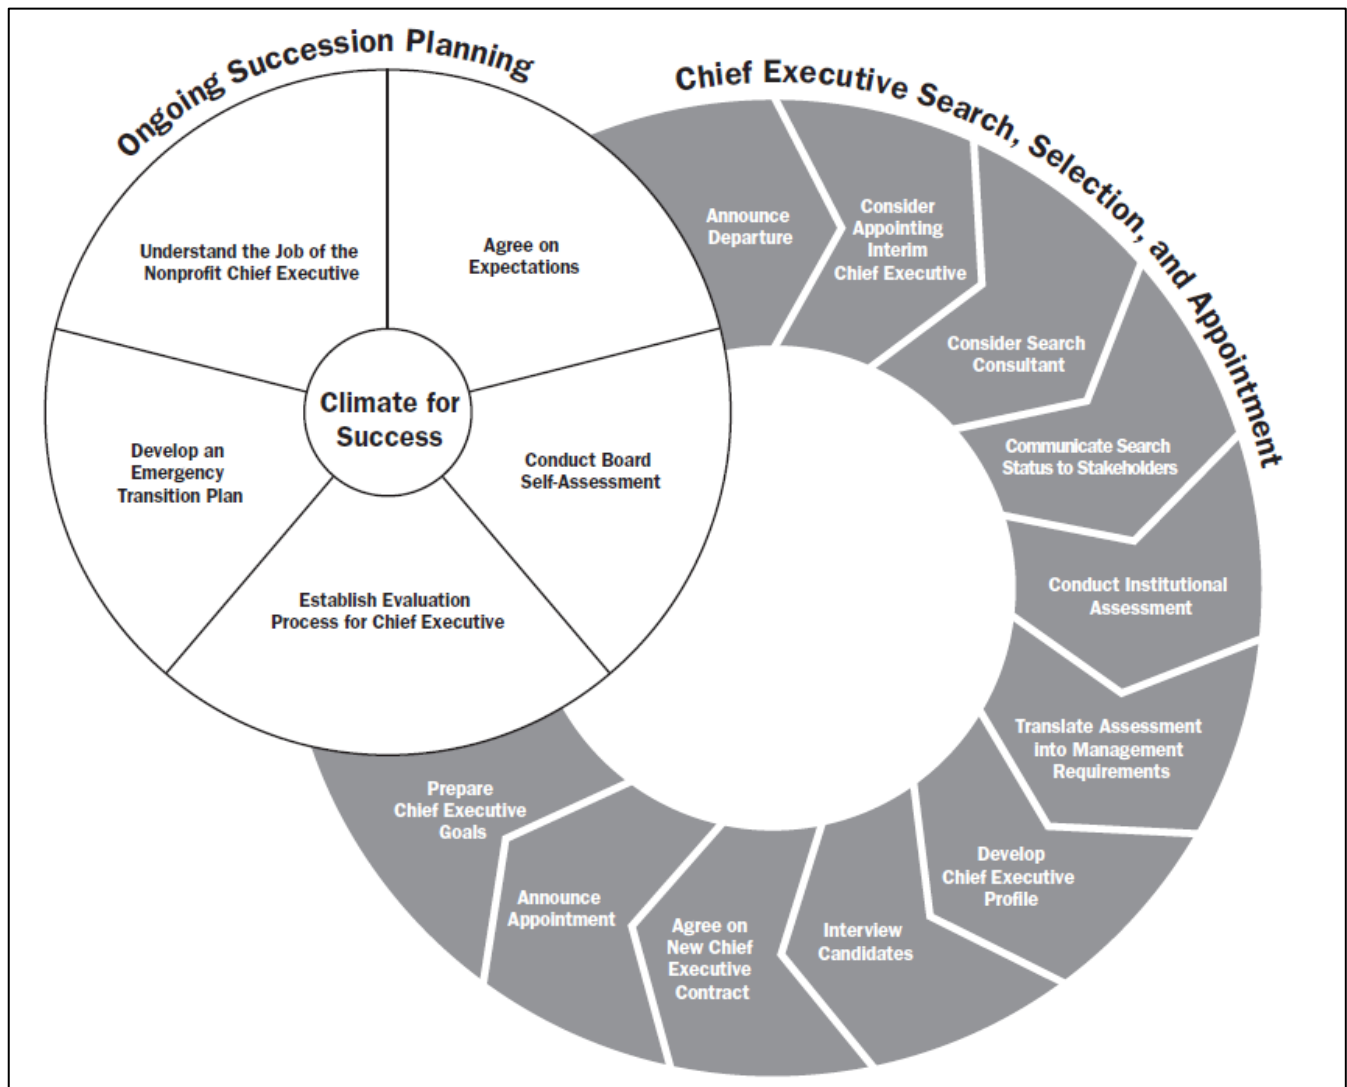 Ongoing Succession Planning
Chief Executive Search, Selection, and Appointment
Understand the Job of the
Nonprofit Chief Executive
Agree on
Expectations
Conduct Board
Self-Assessment
Establish Evaluation
Process for Chief Executive
Develop an
Emergency
Transition Plan
Climate for
Success
Announce
Departure
Consider
Appointing
Interim
Chief Executive
Consider Search
Consultant
Communicate Search
Status to Stakeholders
Conduct Institutional
Assessment
Translate Assessment
into Management
Requirements
Develop
Chief Executive
Profile
Interview
Candidates
Agree on
New Chief
Executive
Contract
Announce
Appointment
Prepare
Chief Executive
Goals